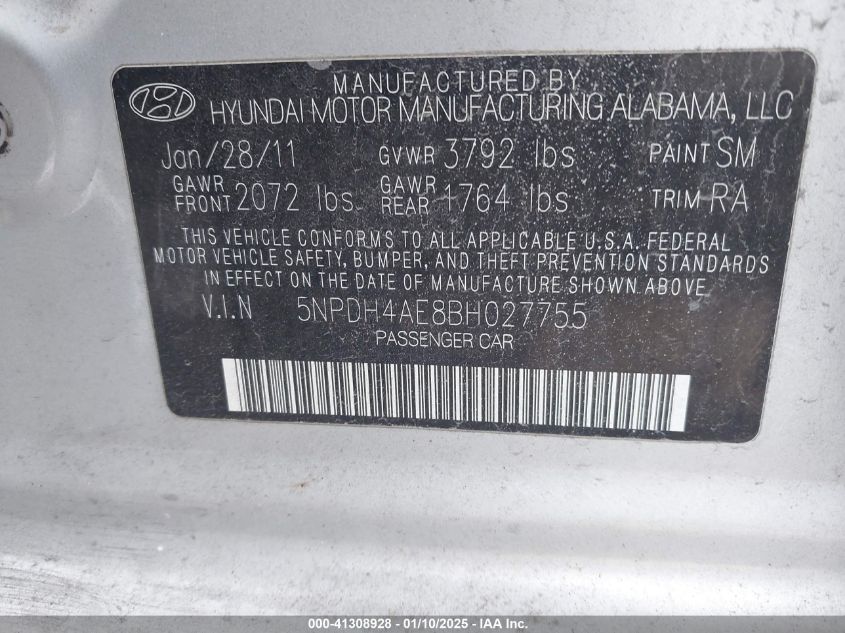 MANUFACTURED BY
HYUNDAI MOTOR MANUFACTURING ALABAMA, LLC
Jan/28/11 GVWR 3792 lbs PAINT SM
GAWR FRONT 2072 lbs GAWR REAR 1764 lbs TRIM RA
THIS VEHICLE CONFORMS TO ALL APPLICABLE U.S.A. FEDERAL
MOTOR VEHICLE SAFETY, BUMPER, AND THEFT PREVENTION STANDARDS
IN EFFECT ON THE DATE OF MANUFACTURE SHOWN ABOVE
V.I.N 5NPDH4AE8BH027755
PASSENGER CAR
000-41308928 - 01/10/2025 - IAA Inc.